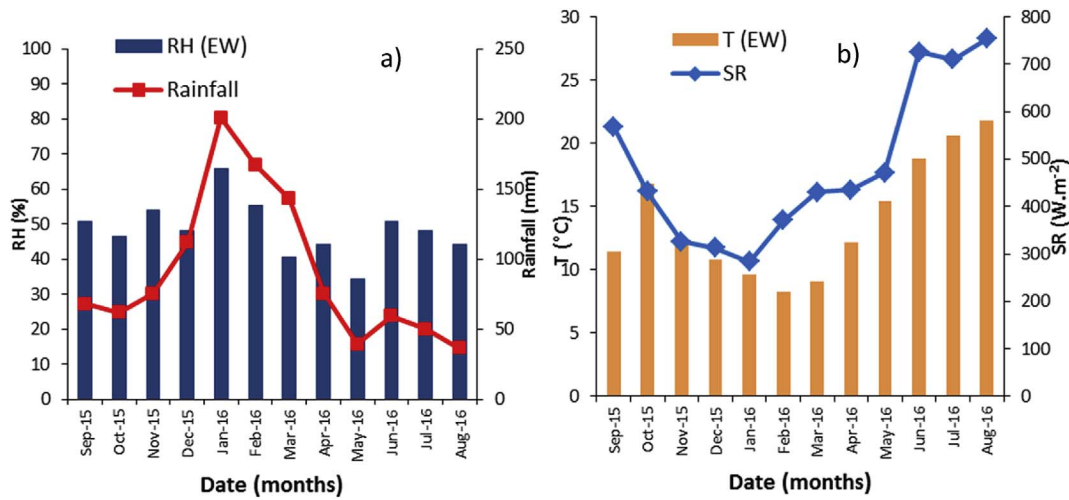 RH (EW)
Rainfall
a)
100
90
80
70
60
50
40
30
20
10
0
RH (%)
250
200
150
100
50
0
Rainfall (mm)
Sep-15
Oct-15
Nov-15
Dec-15
Jan-16
Feb-16
Mar-16
Apr-16
May-16
Jun-16
Jul-16
Aug-16
Date (months)
T (EW)
SR
b)
30
25
20
15
10
5
0
T (°C)
800
700
600
500
400
300
200
100
0
SR (W.m-2)
Sep-15
Oct-15
Nov-15
Dec-15
Jan-16
Feb-16
Mar-16
Apr-16
May-16
Jun-16
Jul-16
Aug-16
Date (months)